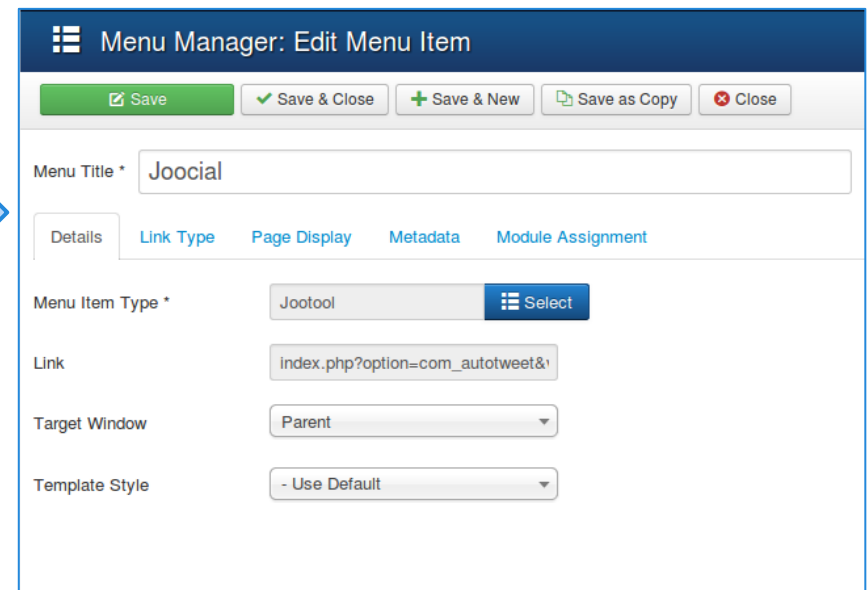 Menu Manager: Edit Menu Item
Save Save & Close Save & New Save as Copy Close
Menu Title * Joocial
Details Link Type Page Display Metadata Module Assignment
Menu Item Type * Jootool Select
Link index.php?option=com_autotweet&
Target Window Parent
Template Style - Use Default